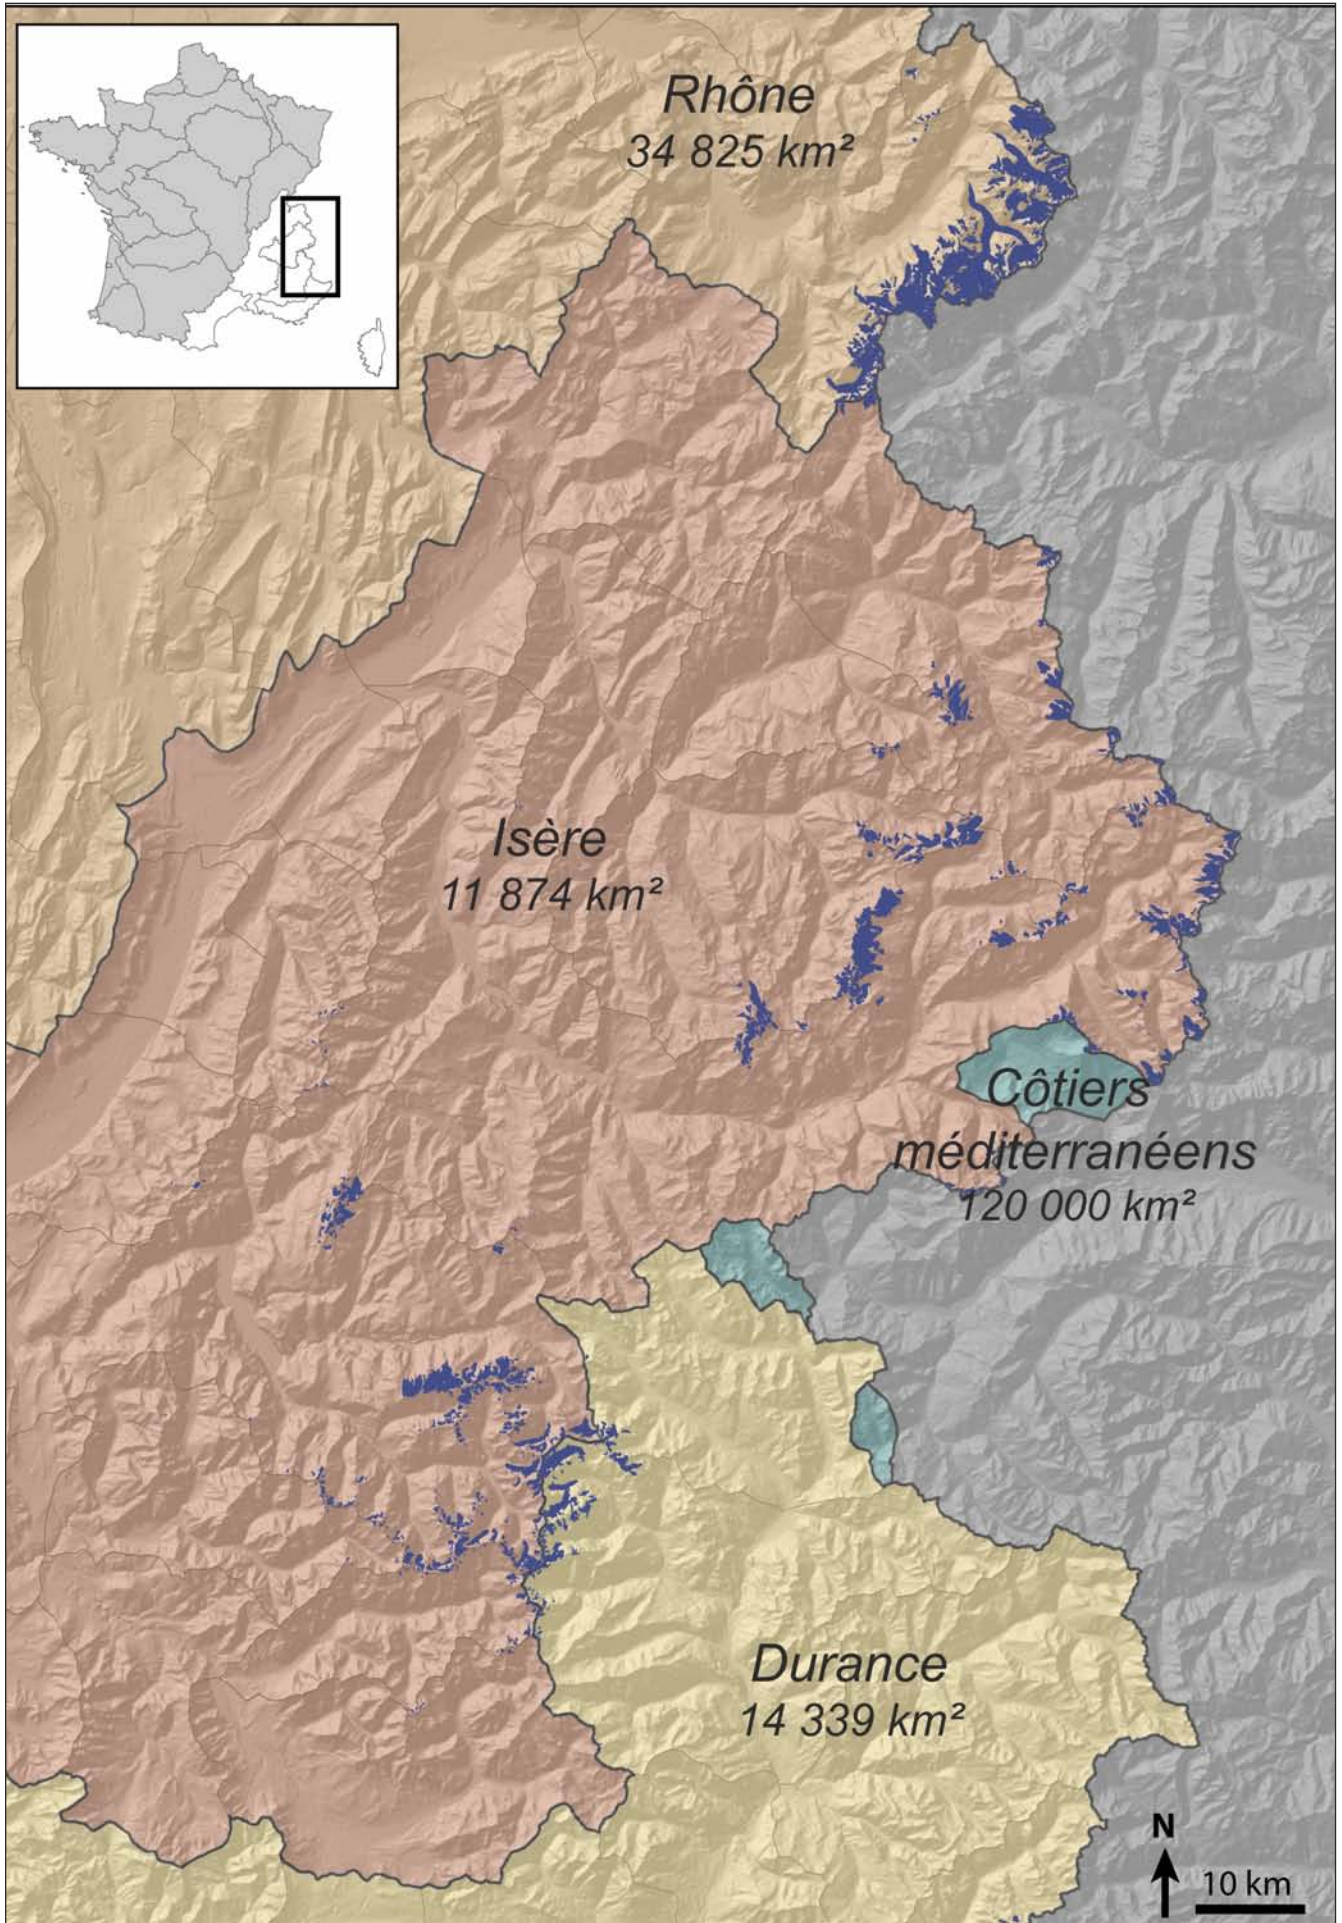 Rhône
34 825 km²
Isère
11 874 km²
Côtiers
méditerranéens
120 000 km²
Durance
14 339 km²
N
10 km